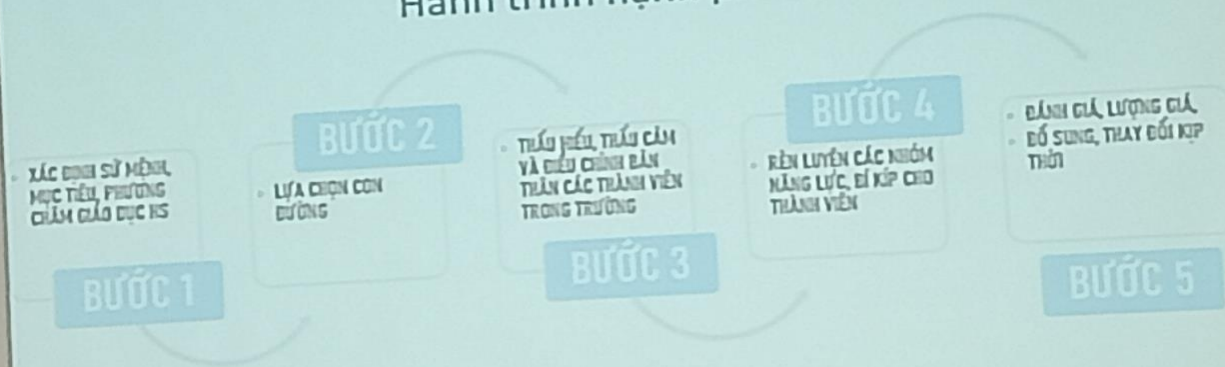 Hành trình
BƯỚC 1
XÁC ĐỊNH SỨ MỆNH,
MỤC TIÊU, PHƯƠNG
CHÂM GIÁO DỤC HS
BƯỚC 2
LỰA CHỌN CON
ĐƯỜNG
BƯỚC 3
THẤU HIỂU, THẤU CẢM
VÀ ĐIỀU CHỈNH BẢN
THÂN CÁC THÀNH VIÊN
TRONG TRƯỜNG
BƯỚC 4
RÈN LUYỆN CÁC NHÓM
NĂNG LỰC, BÍ KÍP CHO
THÀNH VIÊN
BƯỚC 5
ĐÁNH GIÁ, LƯỢNG GIÁ,
BỔ SUNG, THAY ĐỔI KỊP
THỜI